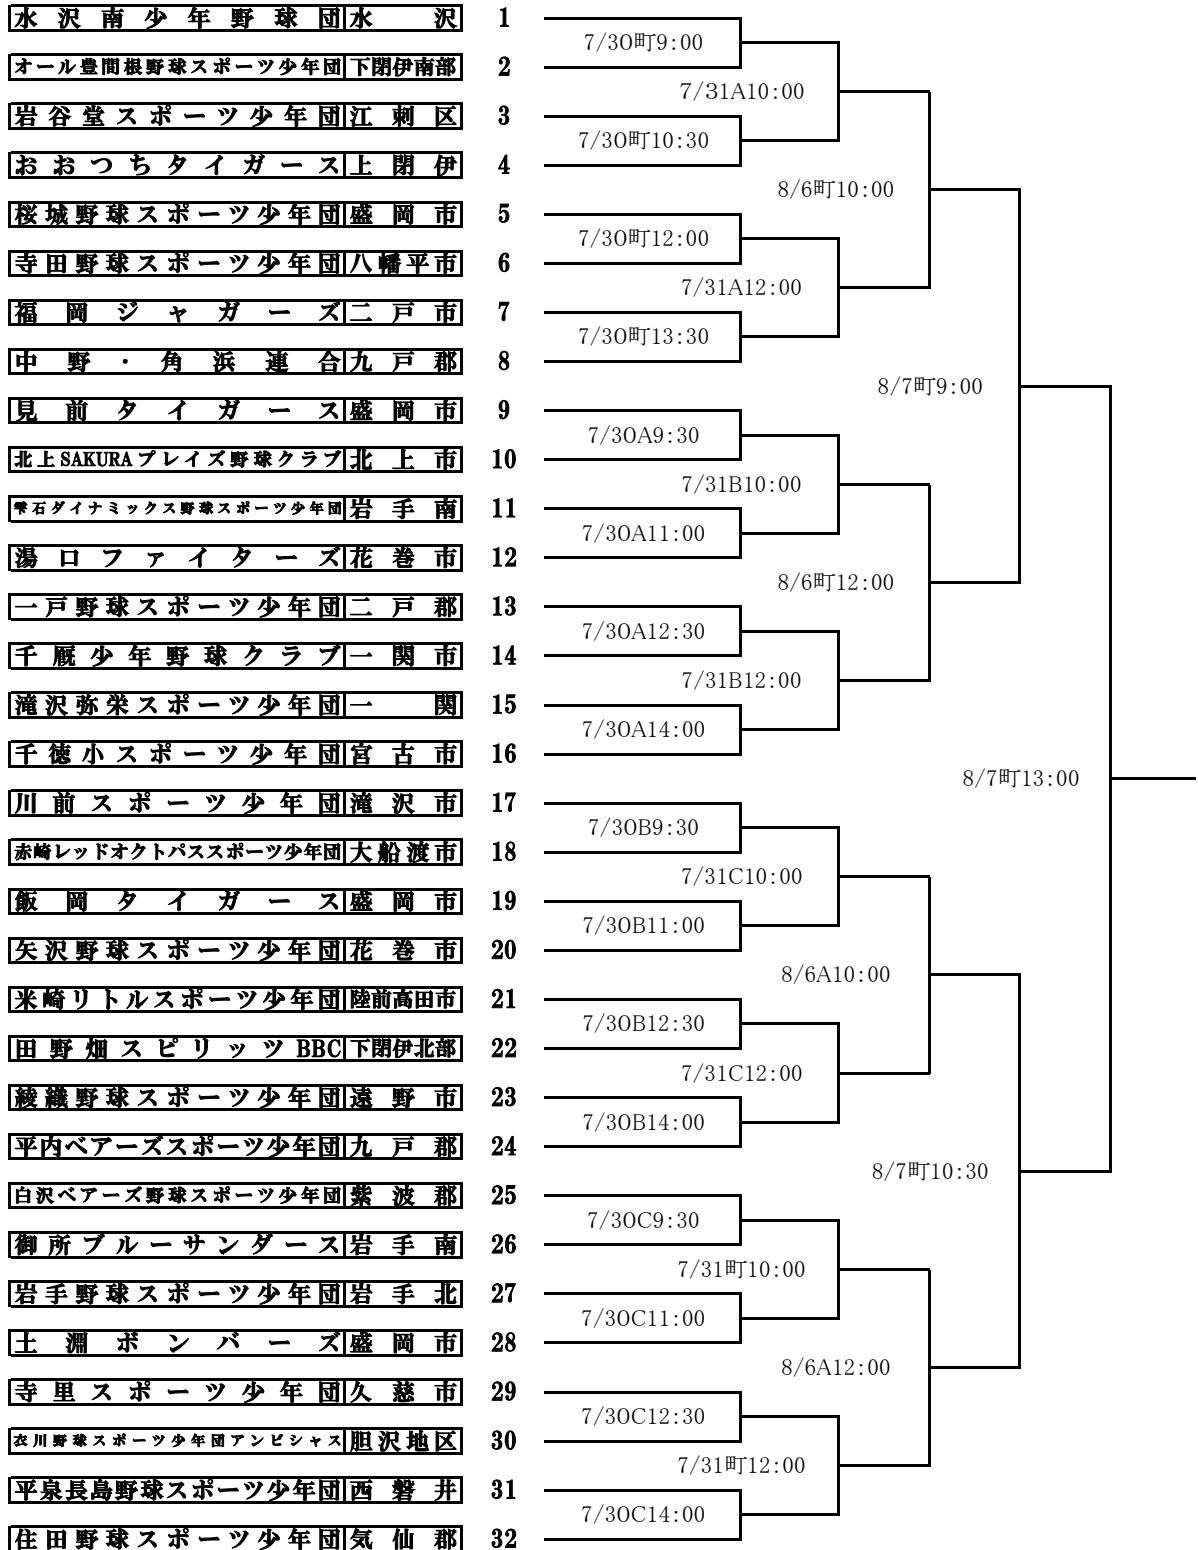 水沢南少年野球団 水沢 1
7/30町9:00
オール豊間根野球スポーツ少年団 下閉伊南部 2
7/31A10:00
岩谷堂スポーツ少年団 江刺区 3
7/30町10:30
おおつちタイガース 上閉伊 4
8/6町10:00
桜城野球スポーツ少年団 盛岡市 5
7/30町12:00
寺田野球スポーツ少年団 八幡平市 6
7/31A12:00
福岡ジャガーズ 二戸市 7
7/30町13:30
中野・角浜連合 九戸郡 8
8/7町9:00
見前タイガース 盛岡市 9
7/30A9:30
北上SAKURAブレイズ野球クラブ 北上市 10
7/31B10:00
雫石ダイナミックス野球スポーツ少年団 岩手南 11
7/30A11:00
湯口ファイターズ 花巻市 12
8/6町12:00
一戸野球スポーツ少年団 二戸郡 13
7/30A12:30
千厩少年野球クラブ 一関市 14
7/31B12:00
滝沢弥栄スポーツ少年団 一関 15
7/30A14:00
千徳小スポーツ少年団 宮古市 16
8/7町13:00
川前スポーツ少年団 滝沢市 17
7/30B9:30
赤崎レッドオクトパススポーツ少年団 大船渡市 18
7/31C10:00
飯岡タイガース 盛岡市 19
7/30B11:00
矢沢野球スポーツ少年団 花巻市 20
8/6A10:00
米崎リトルスポーツ少年団 陸前高田市 21
7/30B12:30
田野畑スピリッツBBC 下閉伊北部 22
7/31C12:00
綾織野球スポーツ少年団 遠野市 23
7/30B14:00
平内ベアーズスポーツ少年団 九戸郡 24
8/7町10:30
白沢ベアーズ野球スポーツ少年団 紫波郡 25
7/30C9:30
御所ブルーサンダース 岩手南 26
7/31町10:00
岩手野球スポーツ少年団 岩手北 27
7/30C11:00
土淵ボンバーズ 盛岡市 28
8/6A12:00
寺里スポーツ少年団 久慈市 29
7/30C12:30
衣川野球スポーツ少年団アンビシャス 胆沢地区 30
7/31町12:00
平泉長島野球スポーツ少年団 西磐井 31
7/30C14:00
住田野球スポーツ少年団 気仙郡 32